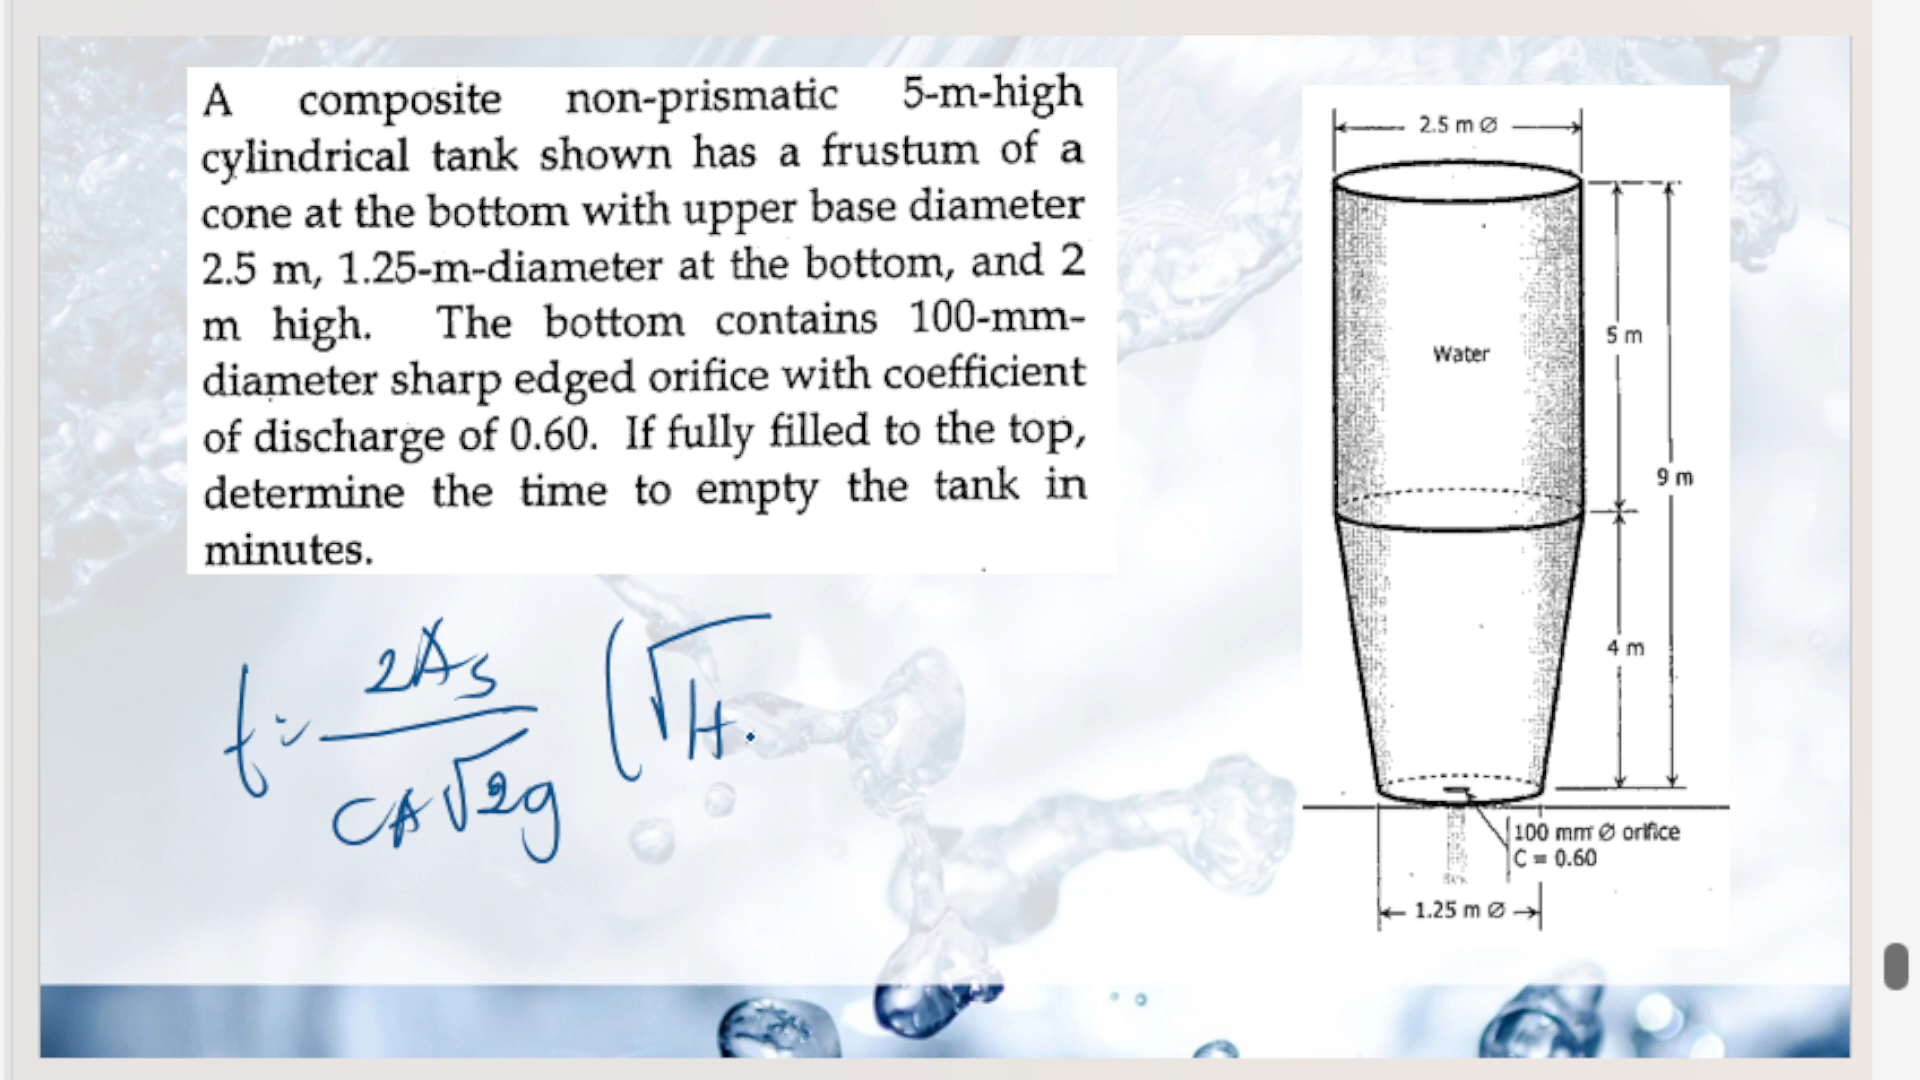 A composite non-prismatic 5-m-high
cylindrical tank shown has a frustum of a
cone at the bottom with upper base diameter
2.5 m, 1.25-m-diameter at the bottom, and 2
m high. The bottom contains 100-mm-
diameter sharp edged orifice with coefficient
of discharge of 0.60. If fully filled to the top,
determine the time to empty the tank in
minutes.
t = 2As / CA√2g (√H
2.5 m Ø
Water
5 m
9 m
4 m
100 mm Ø orifice
C = 0.60
1.25 m Ø